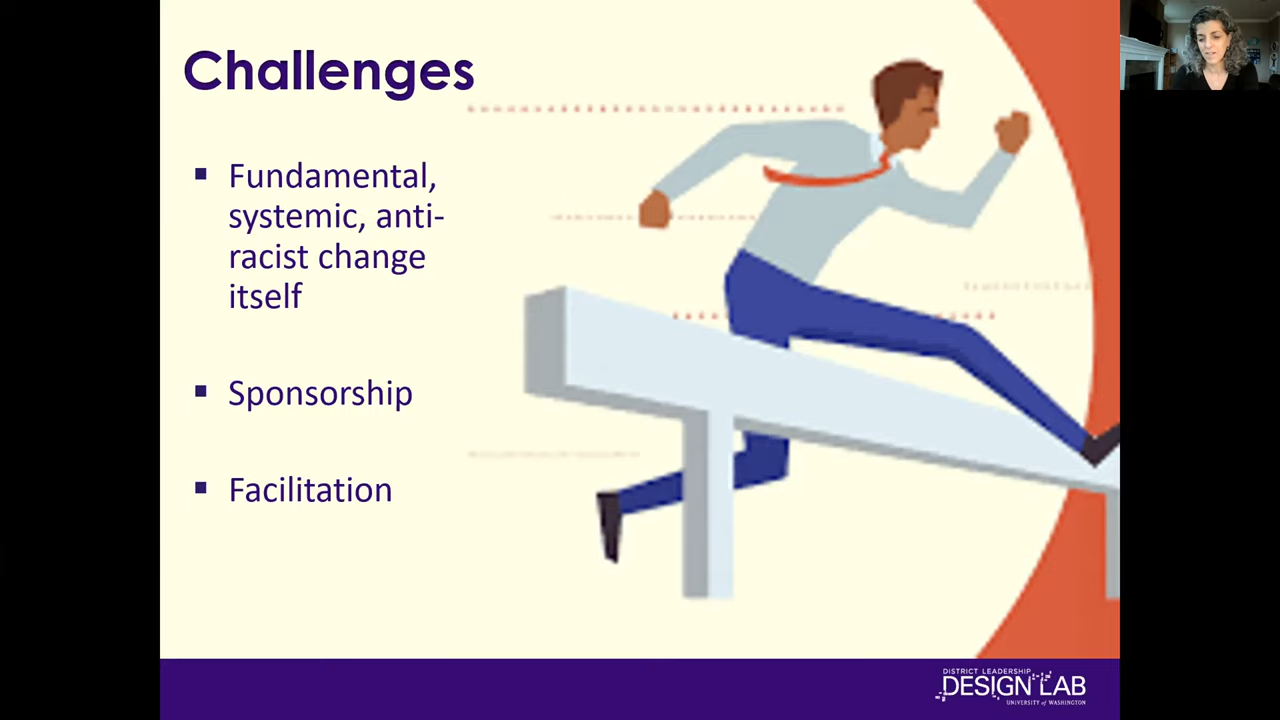 Challenges
Fundamental,
systemic, anti-
racist change
itself
Sponsorship
Facilitation
DISTRICT LEADERSHIP
DESIGN LAB
UNIVERSITY of WASHINGTON